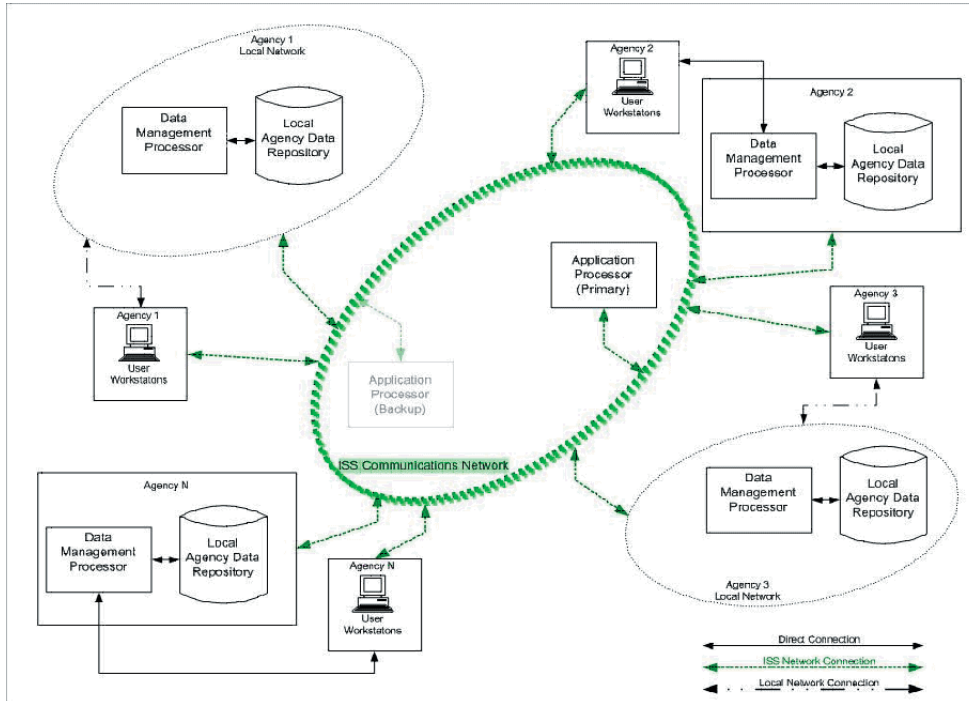 Agency 1
Local Network
Data
Management
Processor
Local
Agency Data
Repository
Agency 2
User
Workstatons
Agency 2
Data
Management
Processor
Local
Agency Data
Repository
Application
Processor
(Primary)
Agency 1
User
Workstatons
Agency 3
User
Workstatons
Application
Processor
(Backup)
ISS Communications Network
Agency N
Data
Management
Processor
Local
Agency Data
Repository
Agency N
User
Workstatons
Data
Management
Processor
Local
Agency Data
Repository
Agency 3
Local Network
Direct Connection
ISS Network Connection
Local Network Connection